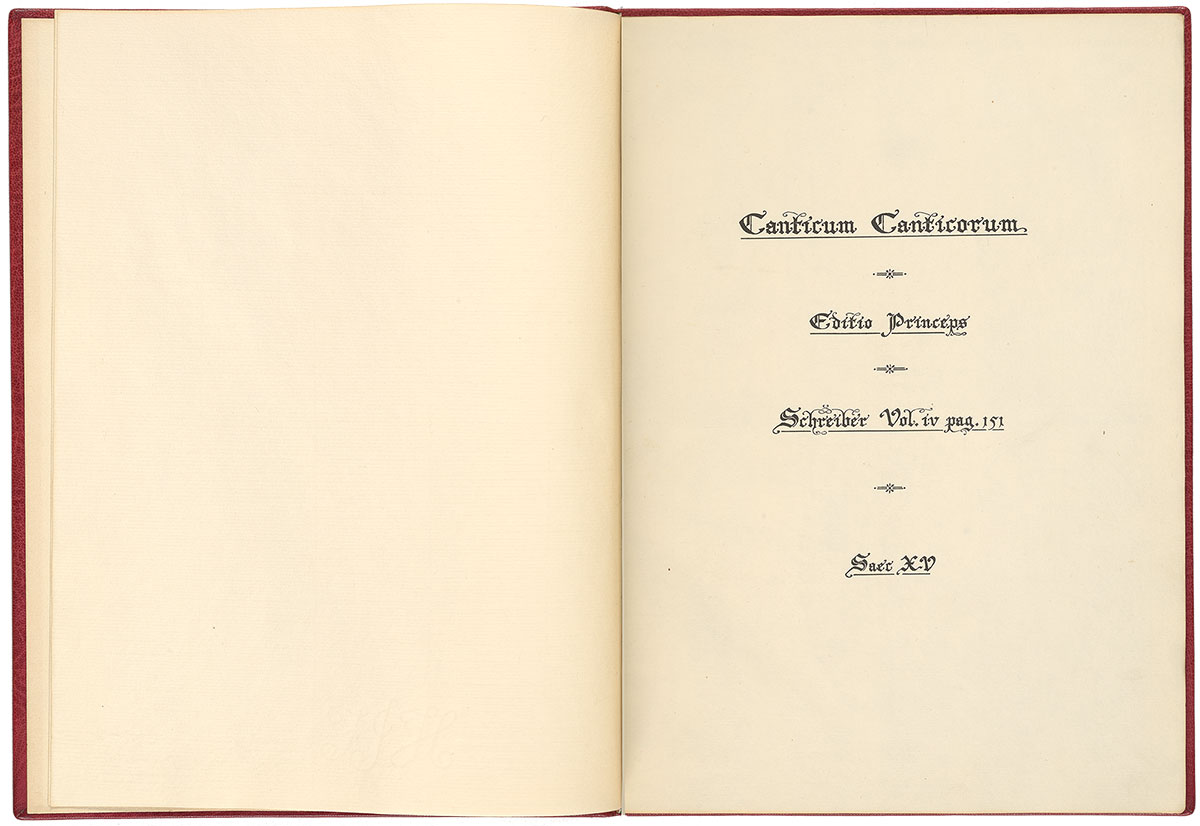 Canticum Canticorum
Editio Princeps
Schreiber Vol. iv pag. 151
Saec XV